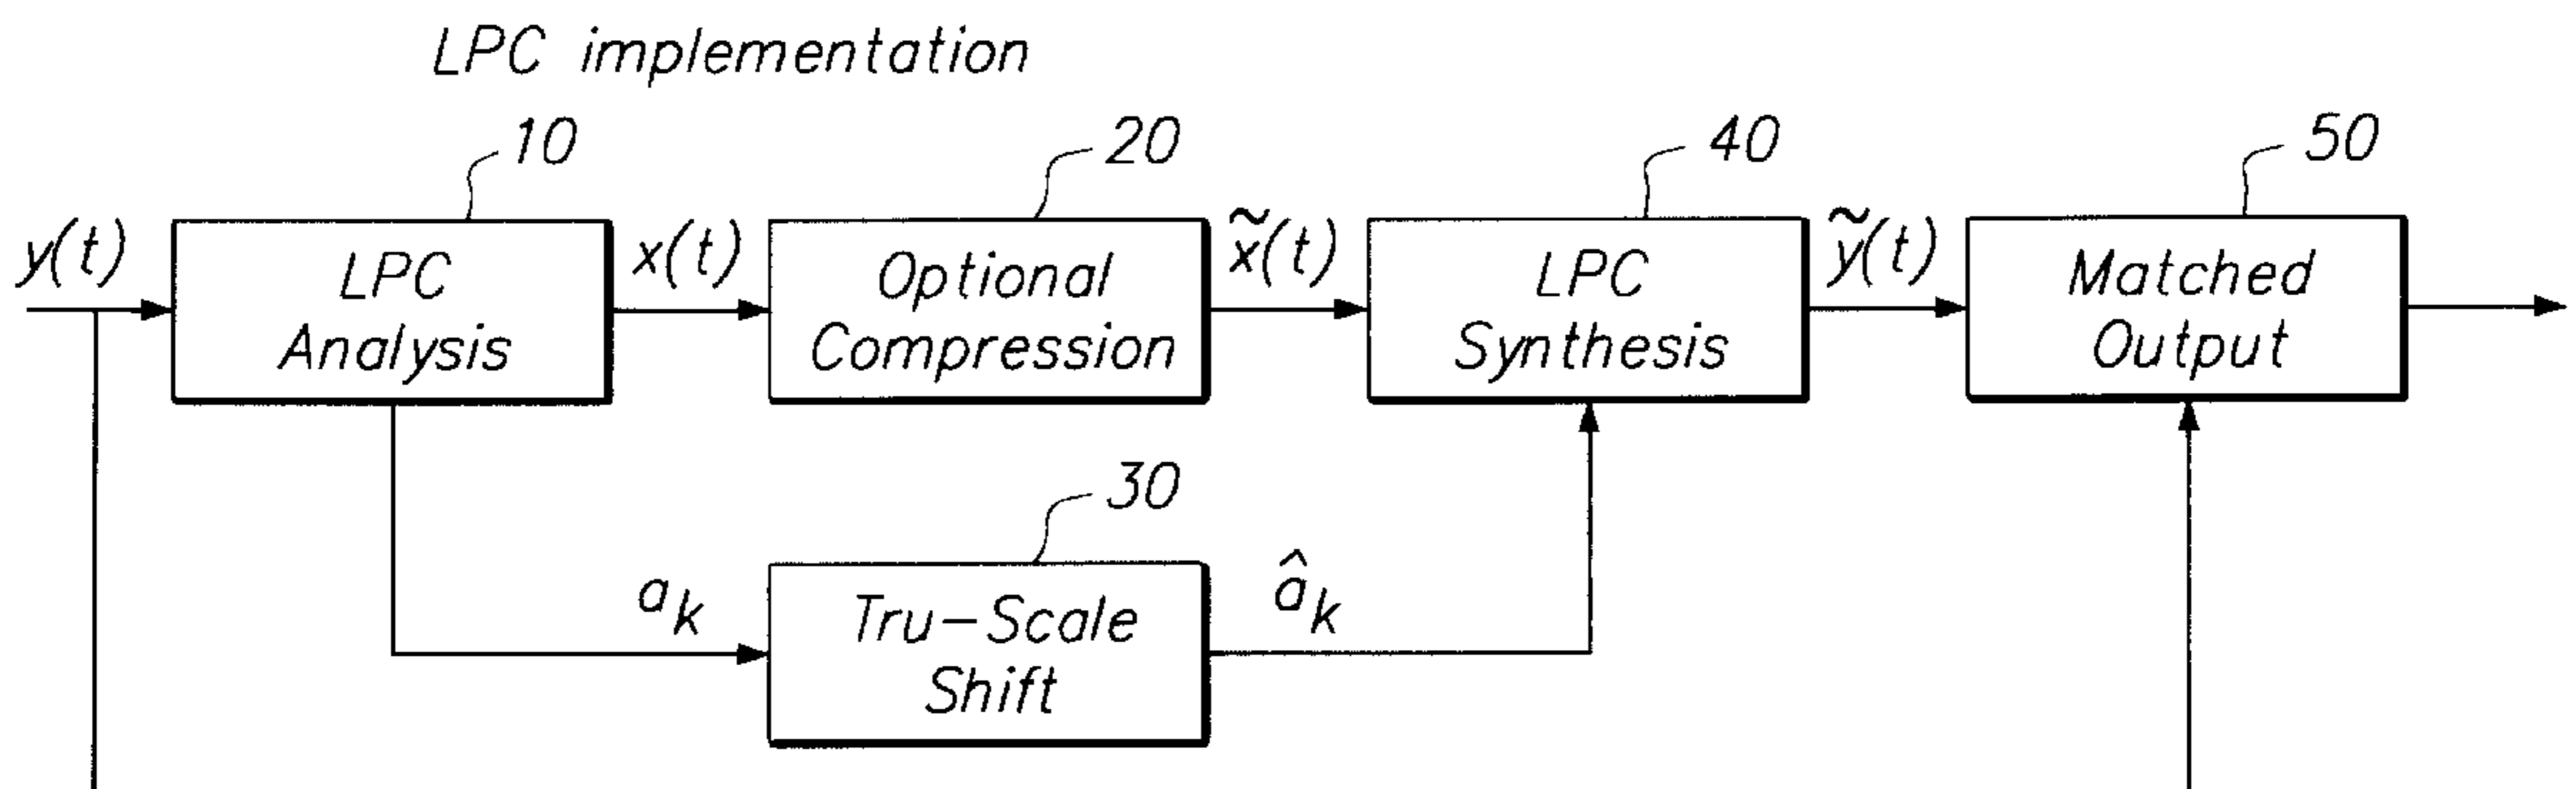 LPC implementation
10
20
40
50
y(t)
LPC
Analysis
x(t)
Optional
Compression
x̃(t)
LPC
Synthesis
ỹ(t)
Matched
Output
30
a_k
Tru-Scale
Shift
â_k